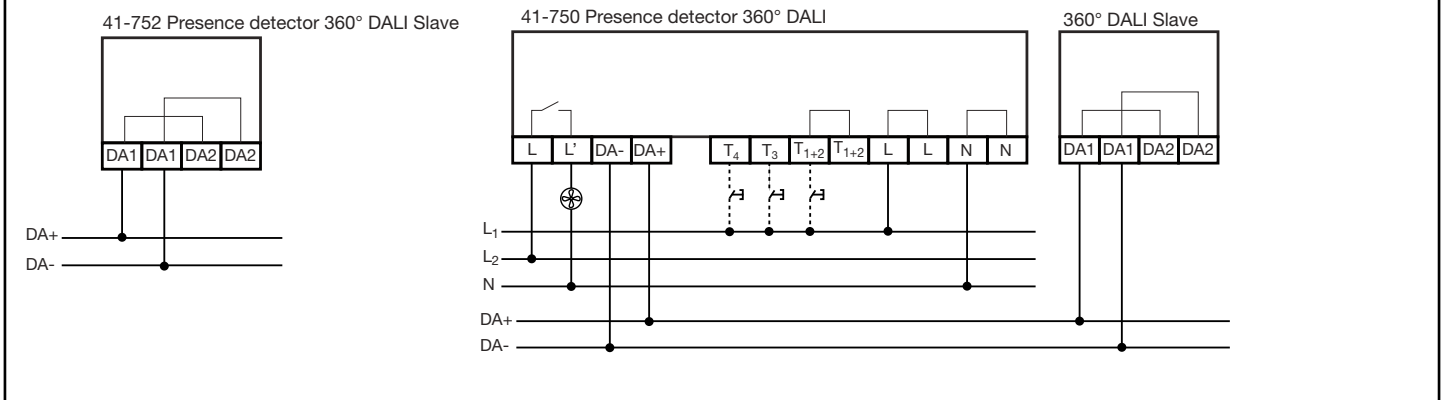 41-752 Presence detector 360° DALI Slave
DA1 DA1 DA2 DA2
DA+
DA-
41-750 Presence detector 360° DALI
L L’ DA- DA+ T4 T3 T1+2 T1+2 L L N N
L1
L2
N
DA+
DA-
360° DALI Slave
DA1 DA1 DA2 DA2